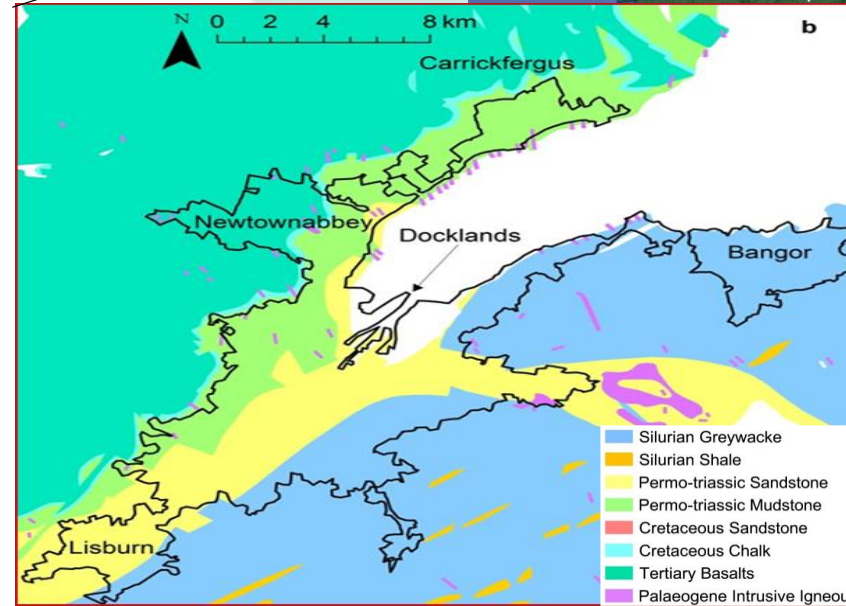 N 0 2 4 8 km
b
Carrickfergus
Newtownabbey
Docklands
Bangor
Lisburn
Silurian Greywacke
Silurian Shale
Permo-triassic Sandstone
Permo-triassic Mudstone
Cretaceous Sandstone
Cretaceous Chalk
Tertiary Basalts
Palaeogene Intrusive Igneou